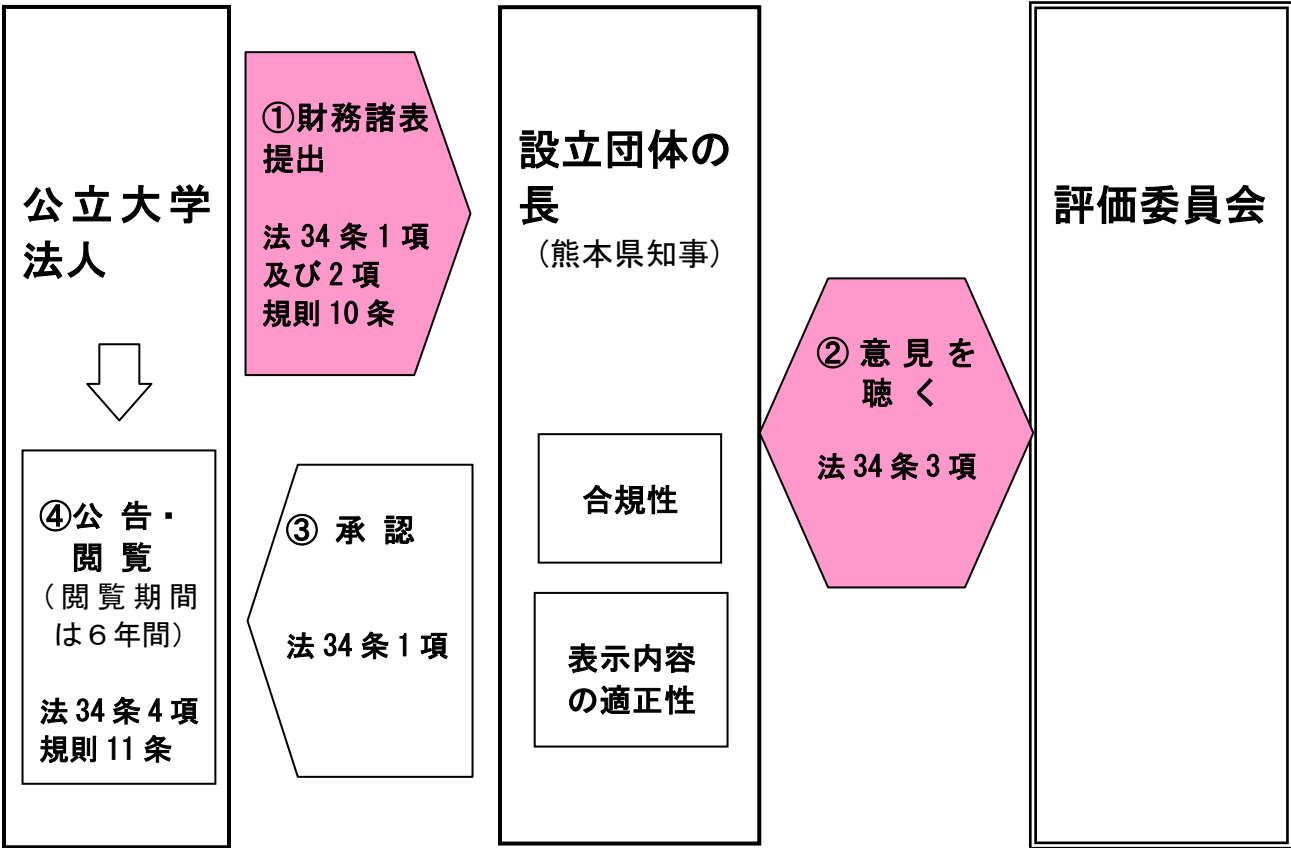 公立大学
法人
①財務諸表
提出
法34条1項
及び2項
規則10条
設立団体の
長
（熊本県知事）
評価委員会
②意見を
聴く
法34条3項
合規性
表示内容
の適正性
③承認
法34条1項
④公告・
閲覧
（閲覧期間
は６年間）
法34条4項
規則11条